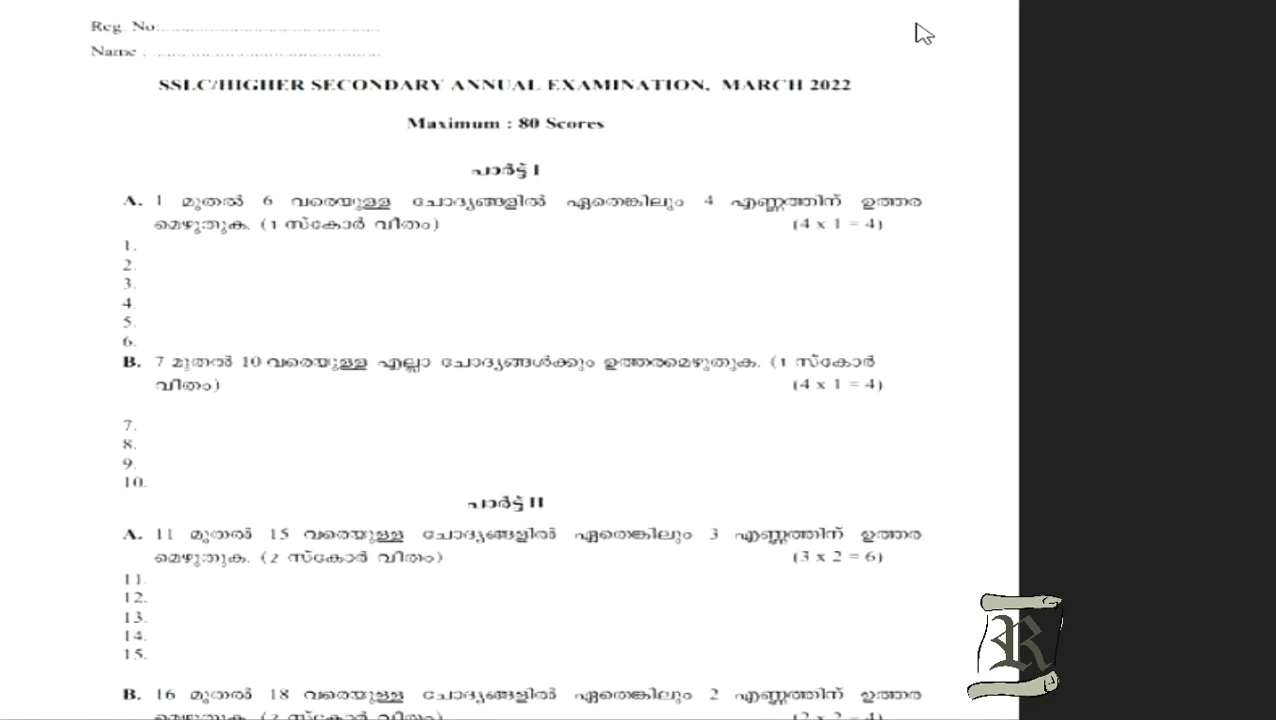 Reg. No:..............................................
Name : ................................................
SSLC/HIGHER SECONDARY ANNUAL EXAMINATION, MARCH 2022
Maximum : 80 Scores
പാർട്ട് I
A. 1 മുതൽ 6 വരെയുള്ള ചോദ്യങ്ങളിൽ ഏതെങ്കിലും 4 എണ്ണത്തിന് ഉത്തര
മെഴുതുക. (1 സ്കോർ വീതം) (4 x 1 = 4)
1.
2.
3.
4.
5.
6.
B. 7 മുതൽ 10 വരെയുള്ള എല്ലാ ചോദ്യങ്ങൾക്കും ഉത്തരമെഴുതുക. (1 സ്കോർ
വീതം) (4 x 1 = 4)
7.
8.
9.
10.
പാർട്ട് II
A. 11 മുതൽ 15 വരെയുള്ള ചോദ്യങ്ങളിൽ ഏതെങ്കിലും 3 എണ്ണത്തിന് ഉത്തര
മെഴുതുക. (2 സ്കോർ വീതം) (3 x 2 = 6)
11.
12.
13.
14.
15.
R
B. 16 മുതൽ 18 വരെയുള്ള ചോദ്യങ്ങളിൽ ഏതെങ്കിലും 2 എണ്ണത്തിന് ഉത്തര
മെഴുതുക. (2 സ്കോർ വീതം) (2 x 2 = 4)